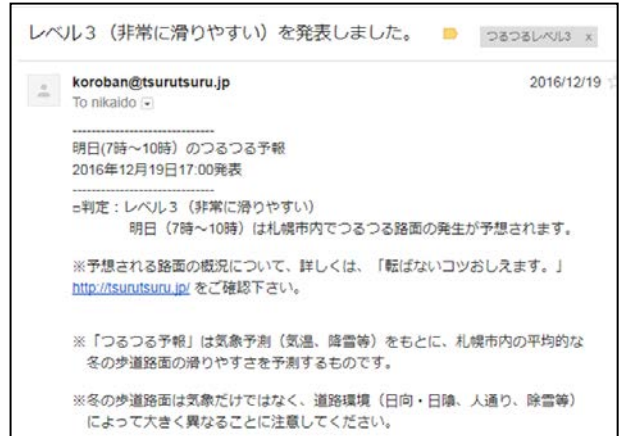 レベル3（非常に滑りやすい）を発表しました。 つるつるレベル3 x
koroban@tsurutsuru.jp 2016/12/19
To nikaido
------------------------------
明日(7時～10時）のつるつる予報
2016年12月19日17:00発表
------------------------------
□判定：レベル3（非常に滑りやすい）
明日（7時～10時）は札幌市内でつるつる路面の発生が予想されます。
※予想される路面の概況について、詳しくは、「転ばないコツおしえます。」
http://tsurutsuru.jp/ をご確認下さい。
※「つるつる予報」は気象予測（気温、降雪等）をもとに、札幌市内の平均的な
冬の歩道路面の滑りやすさを予測するものです。
※冬の歩道路面は気象だけではなく、道路環境（日向・日陰、人通り、除雪等）
によって大きく異なることに注意してください。